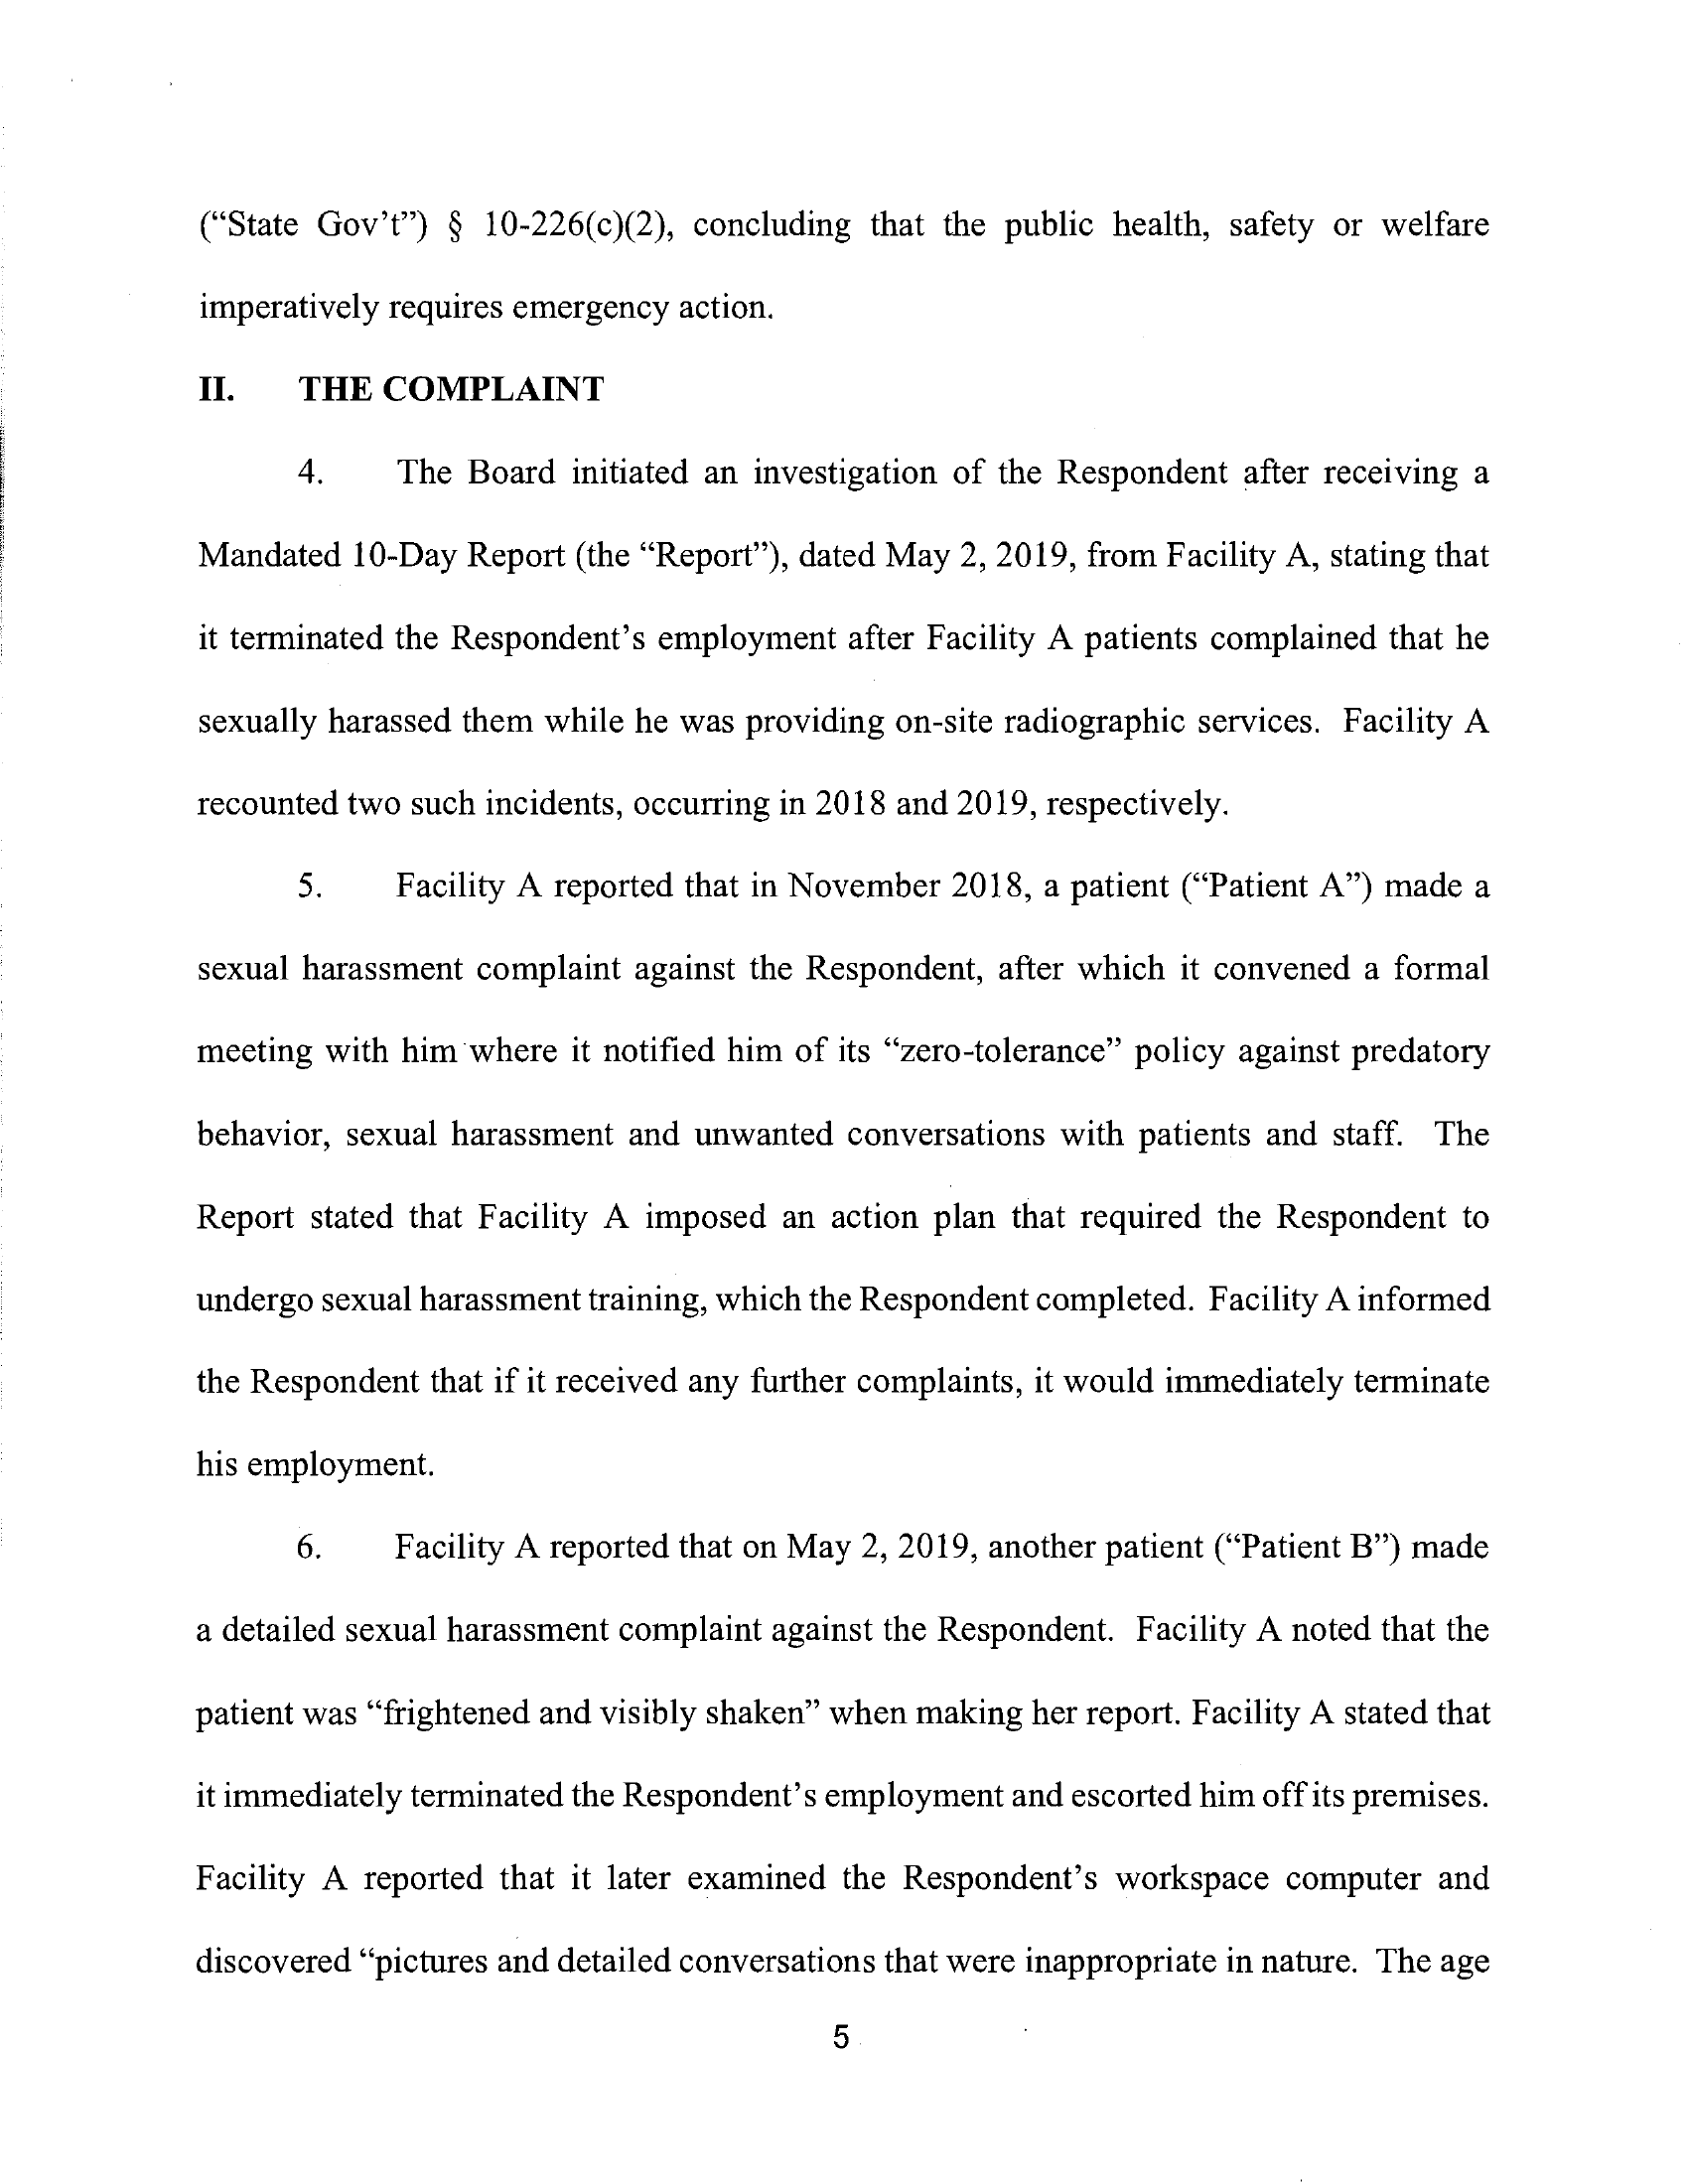 (“State Gov’t”) § 10-226(c)(2), concluding that the public health, safety or welfare
imperatively requires emergency action.
II. THE COMPLAINT
4. The Board initiated an investigation of the Respondent after receiving a
Mandated 10-Day Report (the “Report”), dated May 2, 2019, from Facility A, stating that
it terminated the Respondent’s employment after Facility A patients complained that he
sexually harassed them while he was providing on-site radiographic services. Facility A
recounted two such incidents, occurring in 2018 and 2019, respectively.
5. Facility A reported that in November 2018, a patient (“Patient A”) made a
sexual harassment complaint against the Respondent, after which it convened a formal
meeting with him where it notified him of its “zero-tolerance” policy against predatory
behavior, sexual harassment and unwanted conversations with patients and staff. The
Report stated that Facility A imposed an action plan that required the Respondent to
undergo sexual harassment training, which the Respondent completed. Facility A informed
the Respondent that if it received any further complaints, it would immediately terminate
his employment.
6. Facility A reported that on May 2, 2019, another patient (“Patient B”) made
a detailed sexual harassment complaint against the Respondent. Facility A noted that the
patient was “frightened and visibly shaken” when making her report. Facility A stated that
it immediately terminated the Respondent’s employment and escorted him off its premises.
Facility A reported that it later examined the Respondent’s workspace computer and
discovered “pictures and detailed conversations that were inappropriate in nature. The age
5